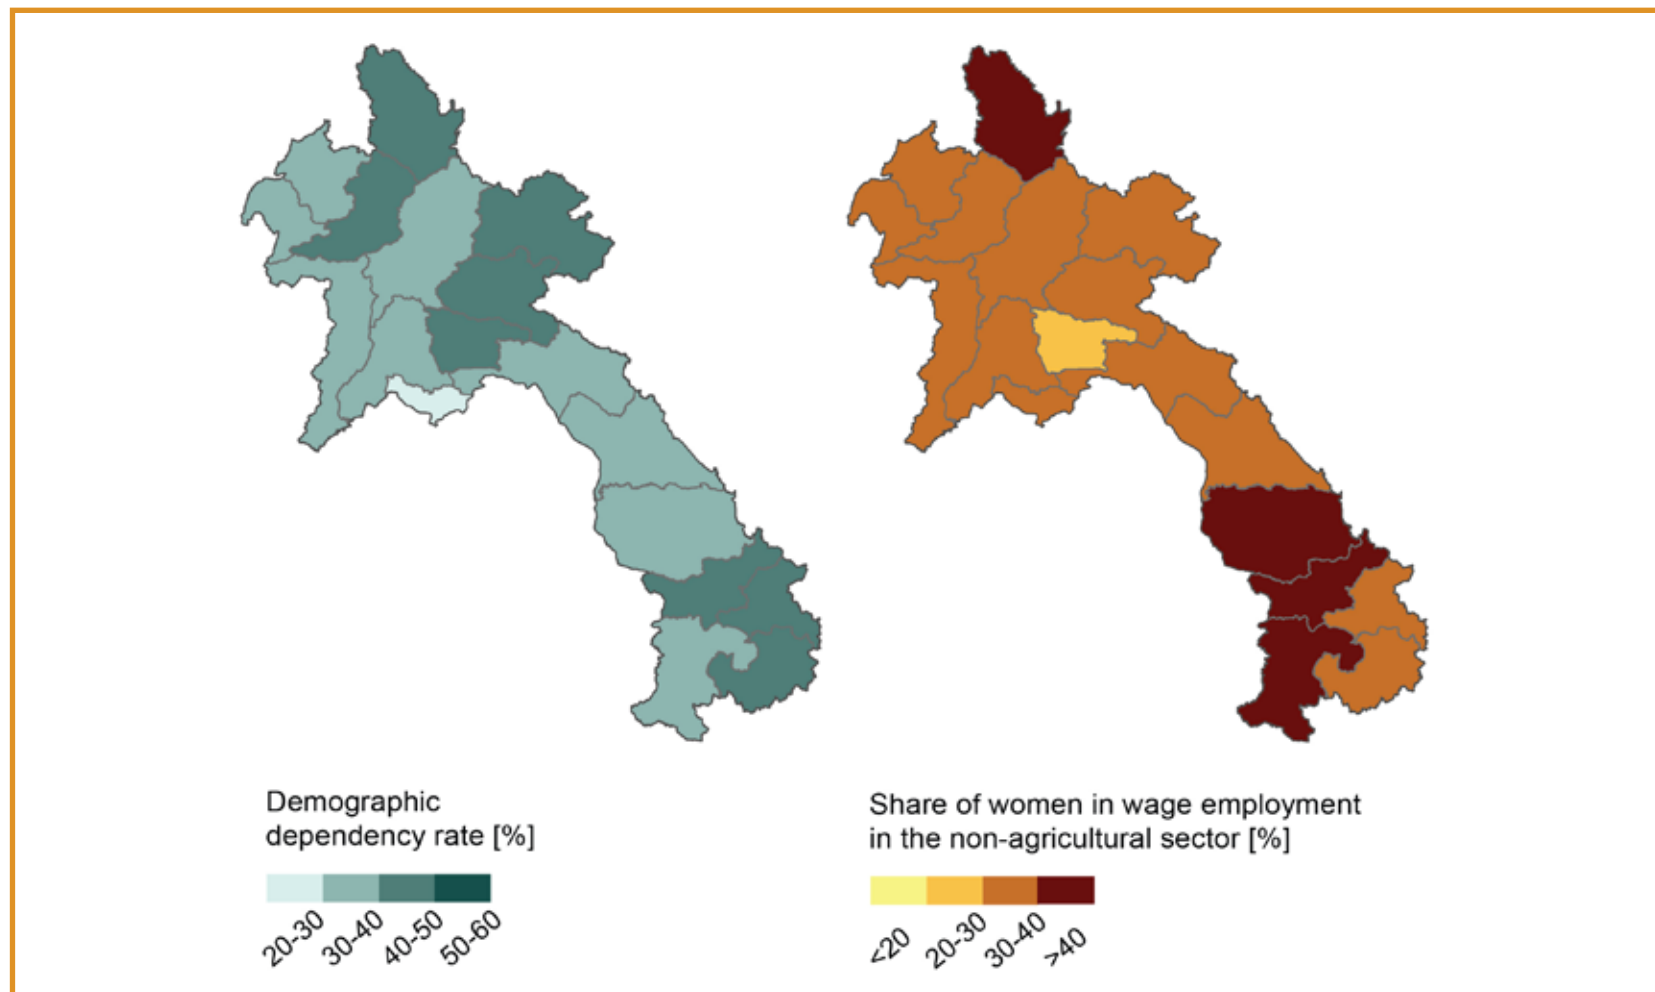 Demographic
dependency rate [%]
20-30
30-40
40-50
50-60
Share of women in wage employment
in the non-agricultural sector [%]
<20
20-30
30-40
>40